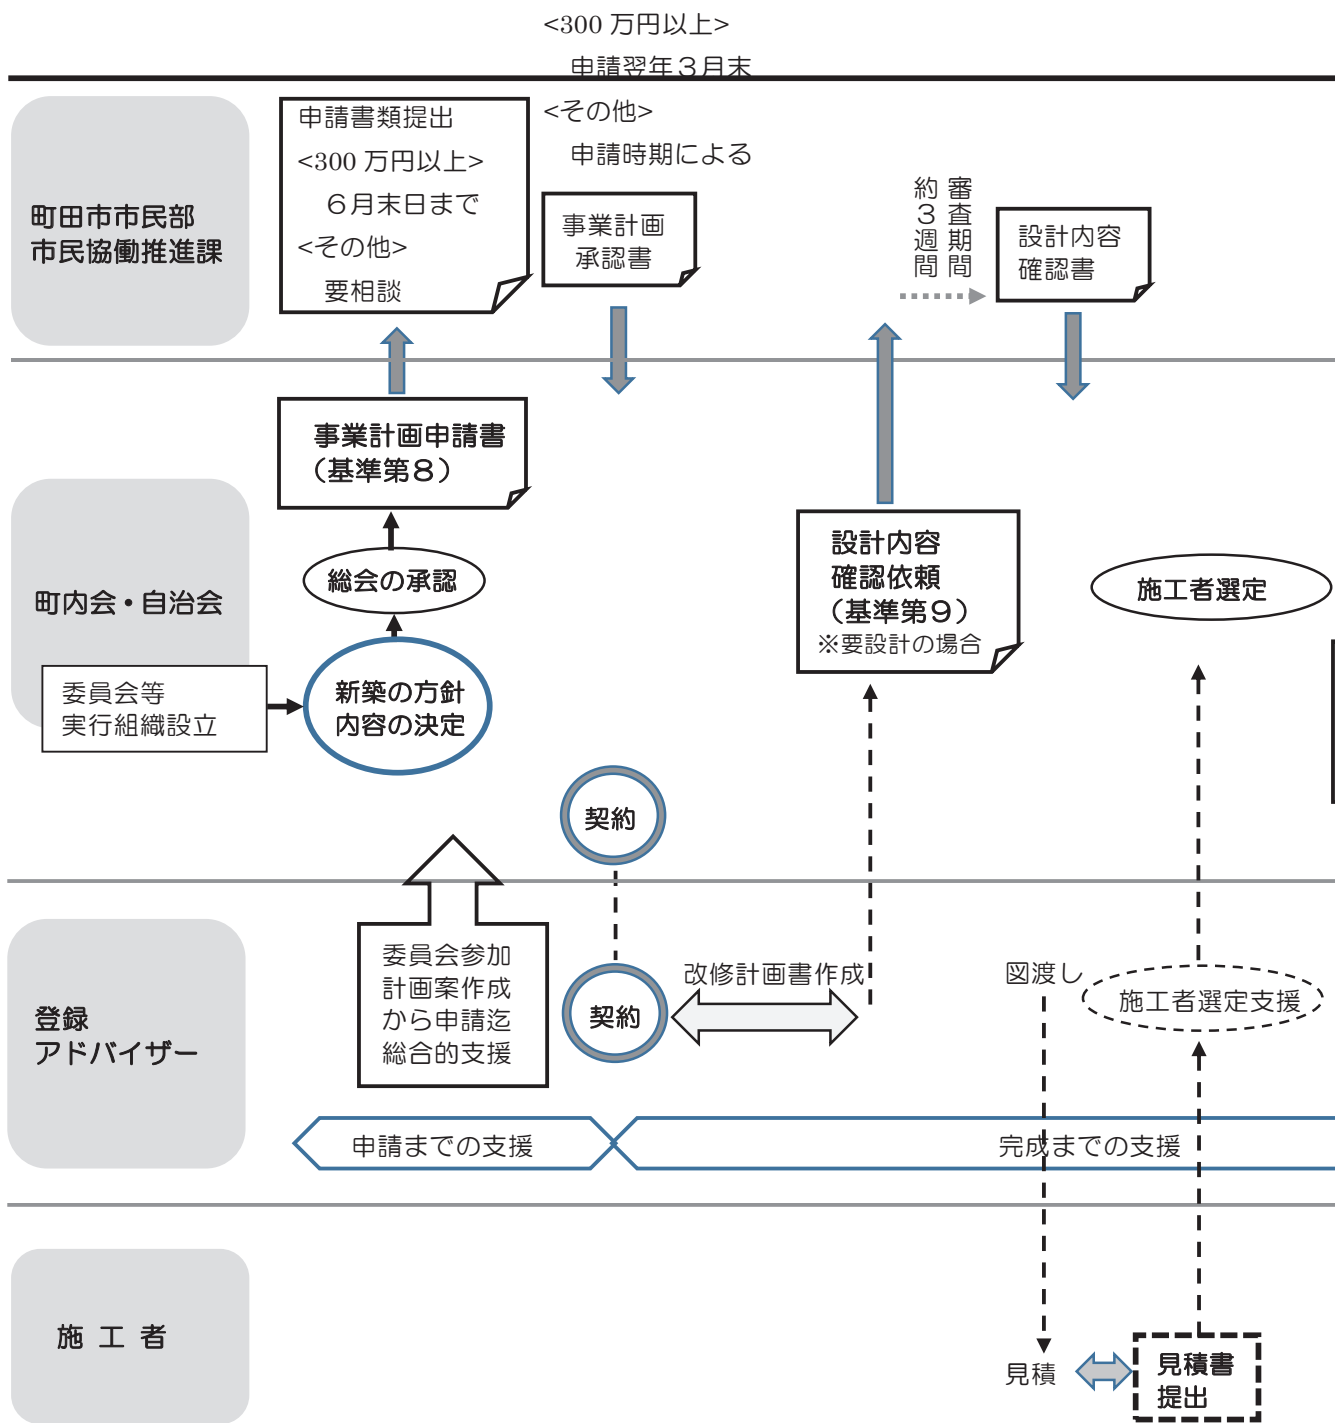 <300 万円以上>
申請翌年３月末
<その他>
申請時期による
町田市市民部
市民協働推進課
申請書類提出
<300 万円以上>
６月末日まで
<その他>
要相談
事業計画
承認書
審査期間
約３週間
設計内容
確認書
町内会・自治会
事業計画申請書
（基準第８）
総会の承認
新築の方針
内容の決定
委員会等
実行組織設立
設計内容
確認依頼
（基準第９）
※要設計の場合
施工者選定
契約
登録
アドバイザー
委員会参加
計画案作成
から申請迄
総合的支援
契約
改修計画書作成
図渡し
施工者選定支援
申請までの支援
完成までの支援
施 工 者
見積
見積書
提出